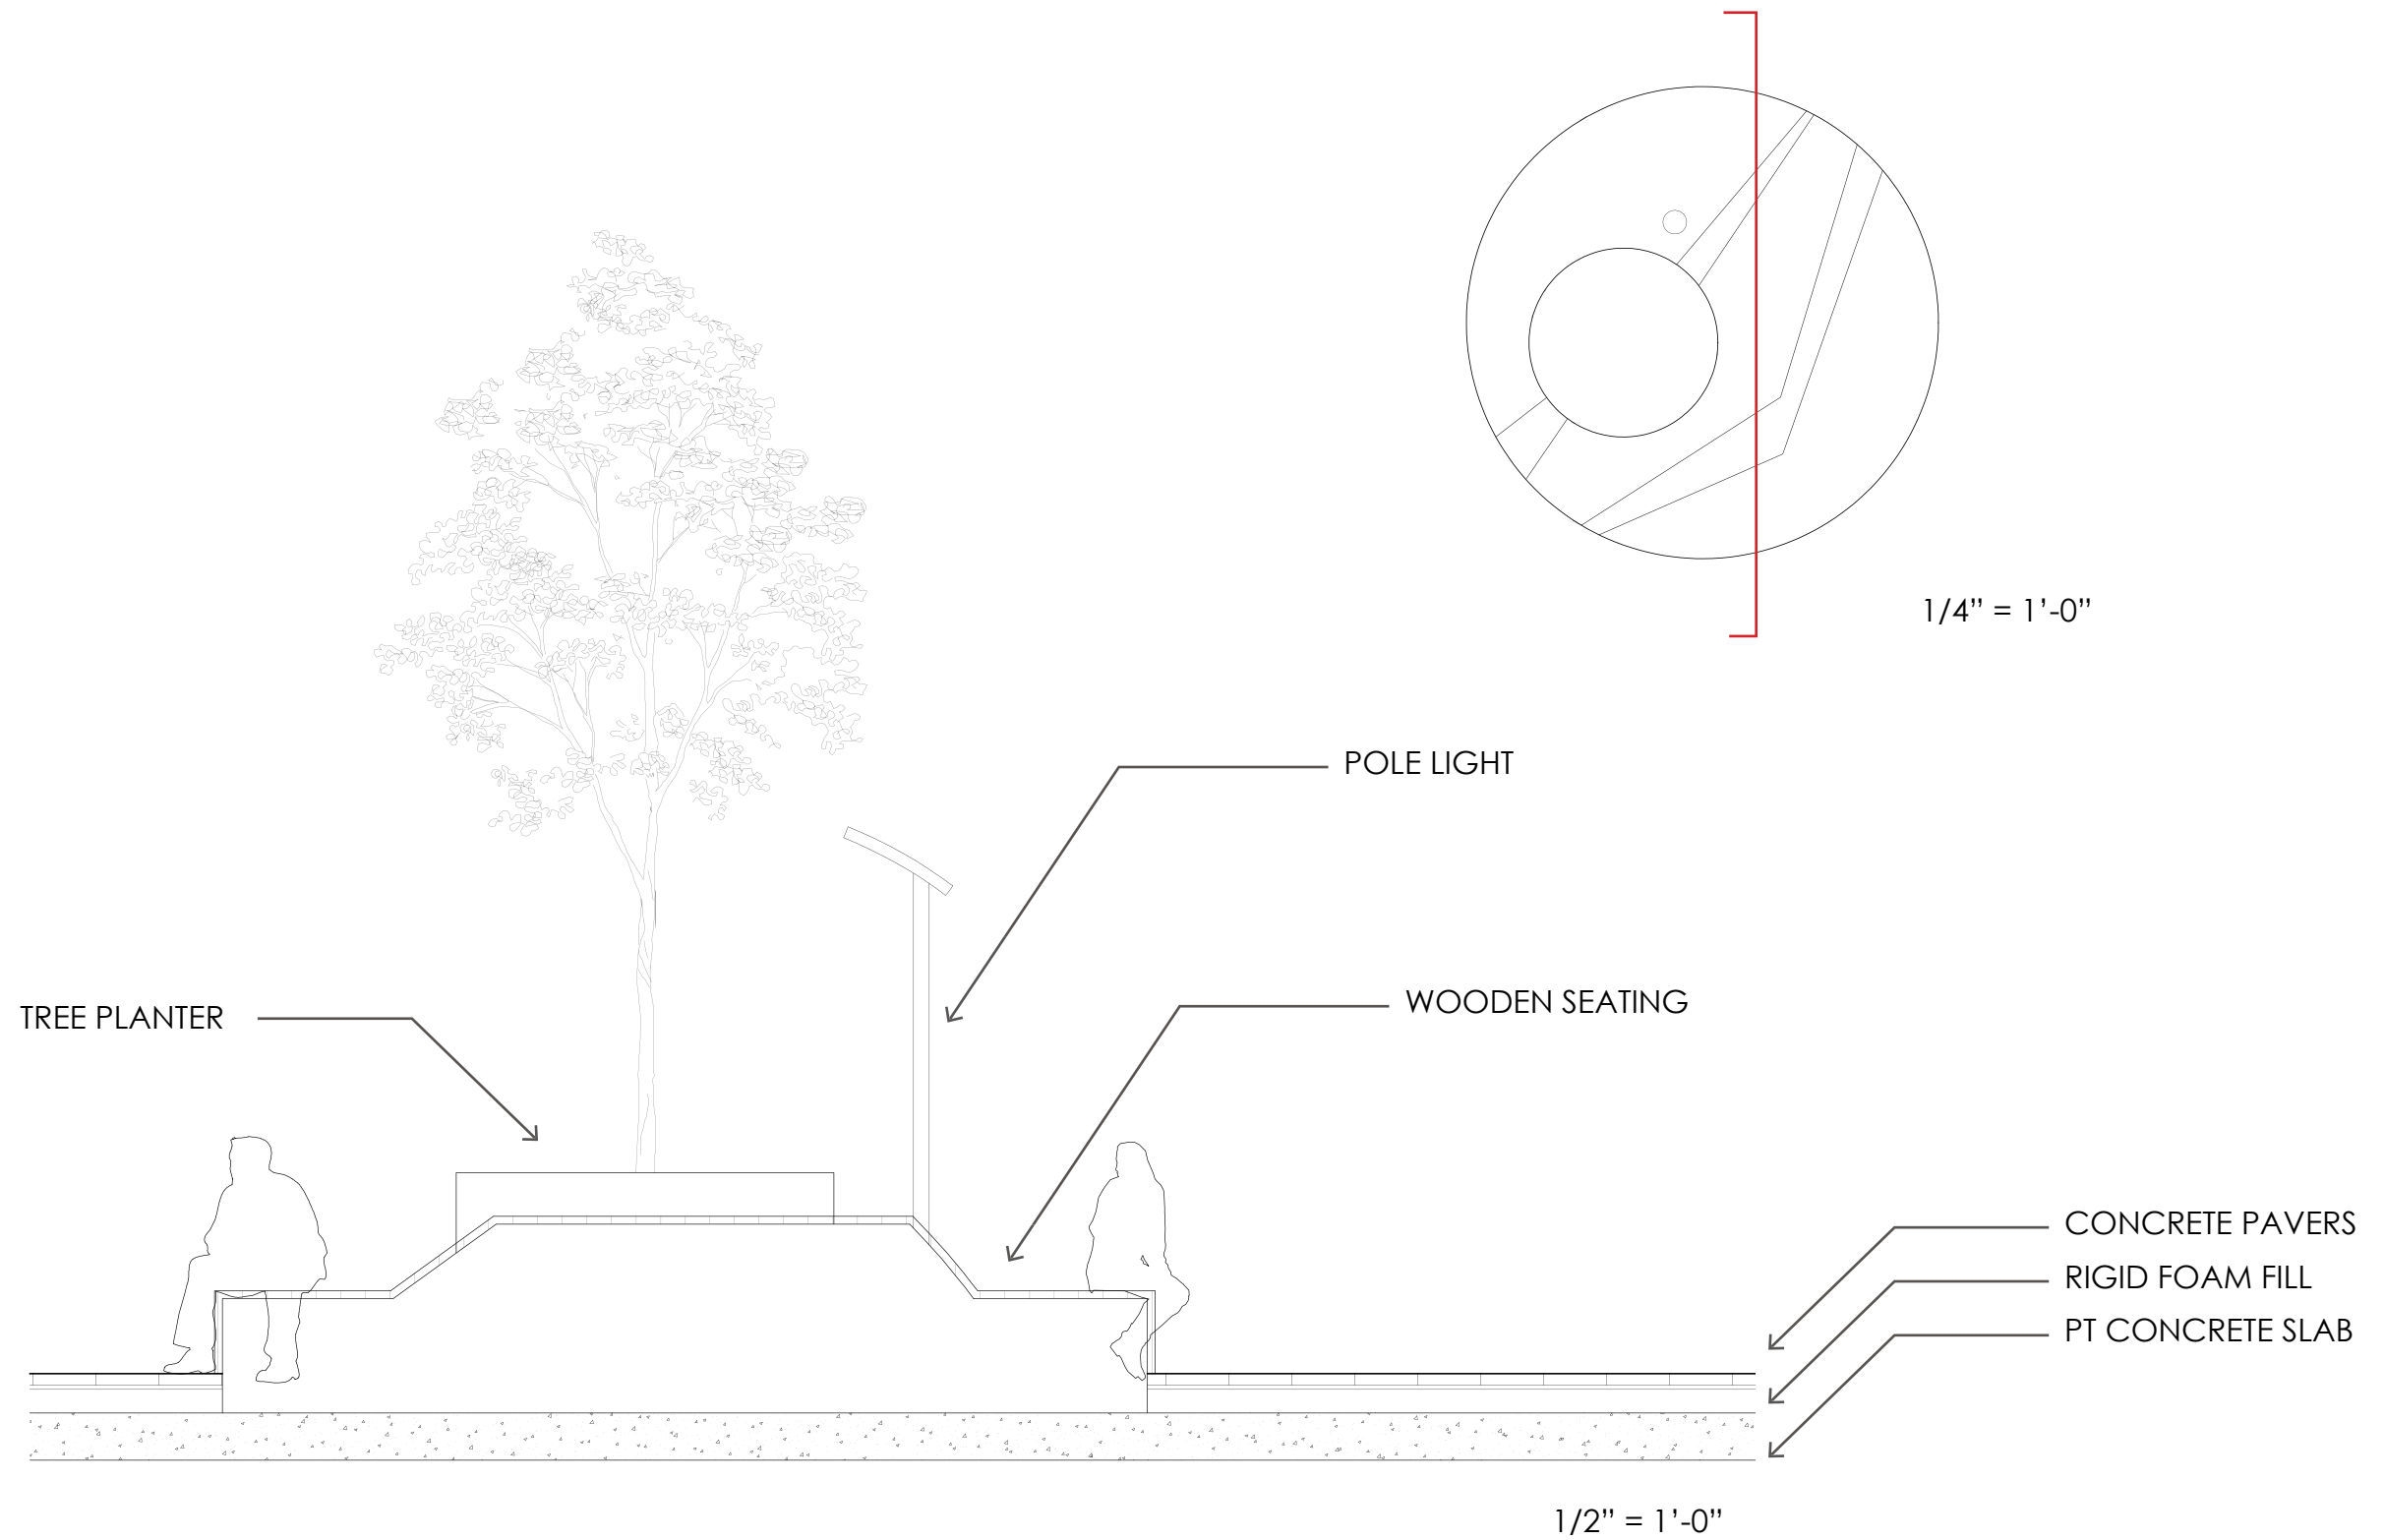 1/4” = 1’-0”
POLE LIGHT
WOODEN SEATING
TREE PLANTER
CONCRETE PAVERS
RIGID FOAM FILL
PT CONCRETE SLAB
1/2” = 1’-0”